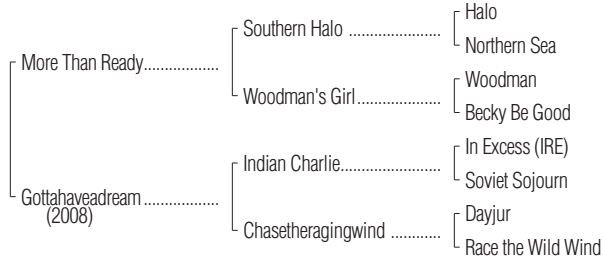 Halo
Southern Halo ..................
Northern Sea
More Than Ready.................
Woodman
Woodman's Girl....................
Becky Be Good
In Excess (IRE)
Indian Charlie........................
Soviet Sojourn
Gottahaveadream .................
(2008)
Dayjur
Chasetheragingwind ............
Race the Wild Wind